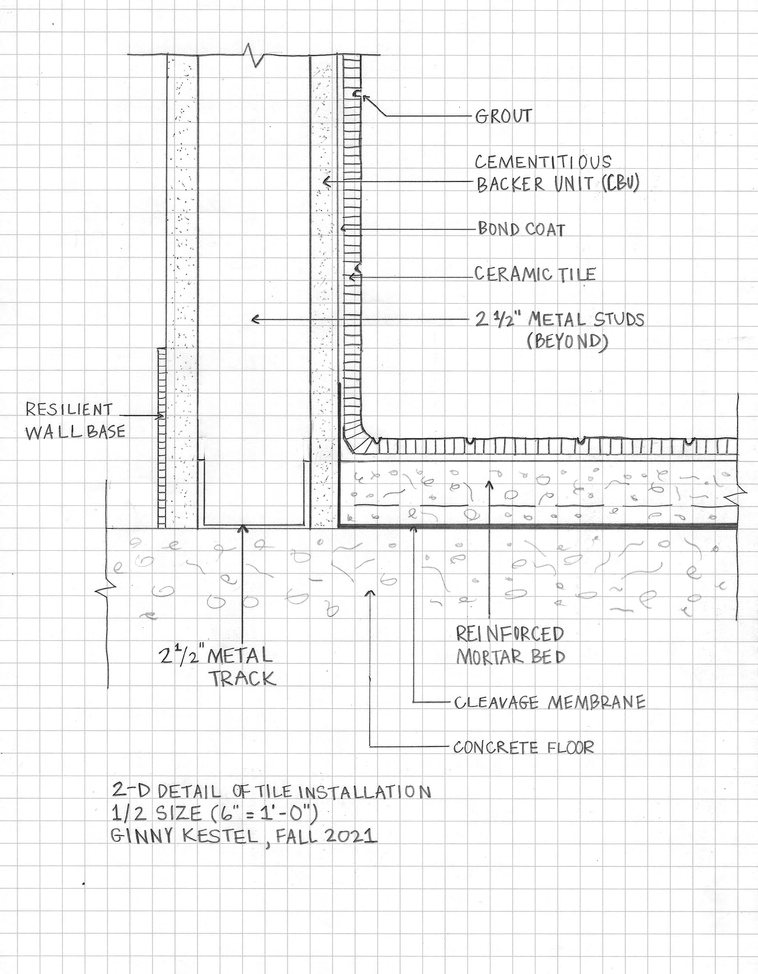 GROUT
CEMENTITIOUS
BACKER UNIT (CBU)
BOND COAT
CERAMIC TILE
2 1/2" METAL STUDS
(BEYOND)
RESILIENT
WALL BASE
2 1/2" METAL
TRACK
REINFORCED
MORTAR BED
CLEAVAGE MEMBRANE
CONCRETE FLOOR
2-D DETAIL OF TILE INSTALLATION
1/2 SIZE (6" = 1'-0")
GINNY KESTEL, FALL 2021